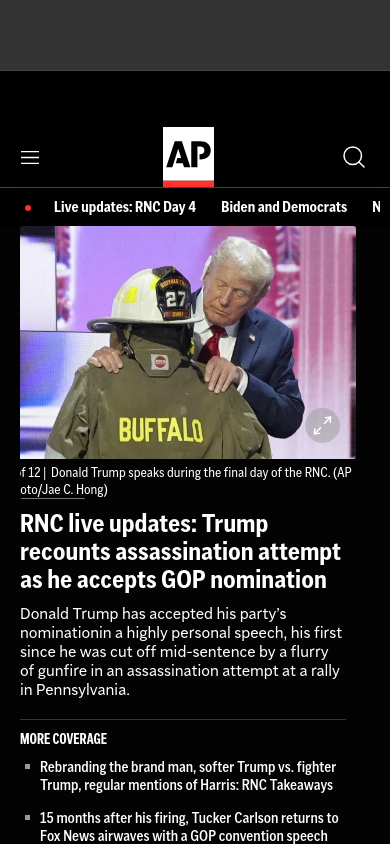 AP
Live updates: RNC Day 4 Biden and Democrats N
BUFFALO
27
BUFFALO
of 12 | Donald Trump speaks during the final day of the RNC. (AP
oto/Jae C. Hong)
RNC live updates: Trump
recounts assassination attempt
as he accepts GOP nomination
Donald Trump has accepted his party's
nominationin a highly personal speech, his first
since he was cut off mid-sentence by a flurry
of gunfire in an assassination attempt at a rally
in Pennsylvania.
MORE COVERAGE
Rebranding the brand man, softer Trump vs. fighter
Trump, regular mentions of Harris: RNC Takeaways
15 months after his firing, Tucker Carlson returns to
Fox News airwaves with a GOP convention speech